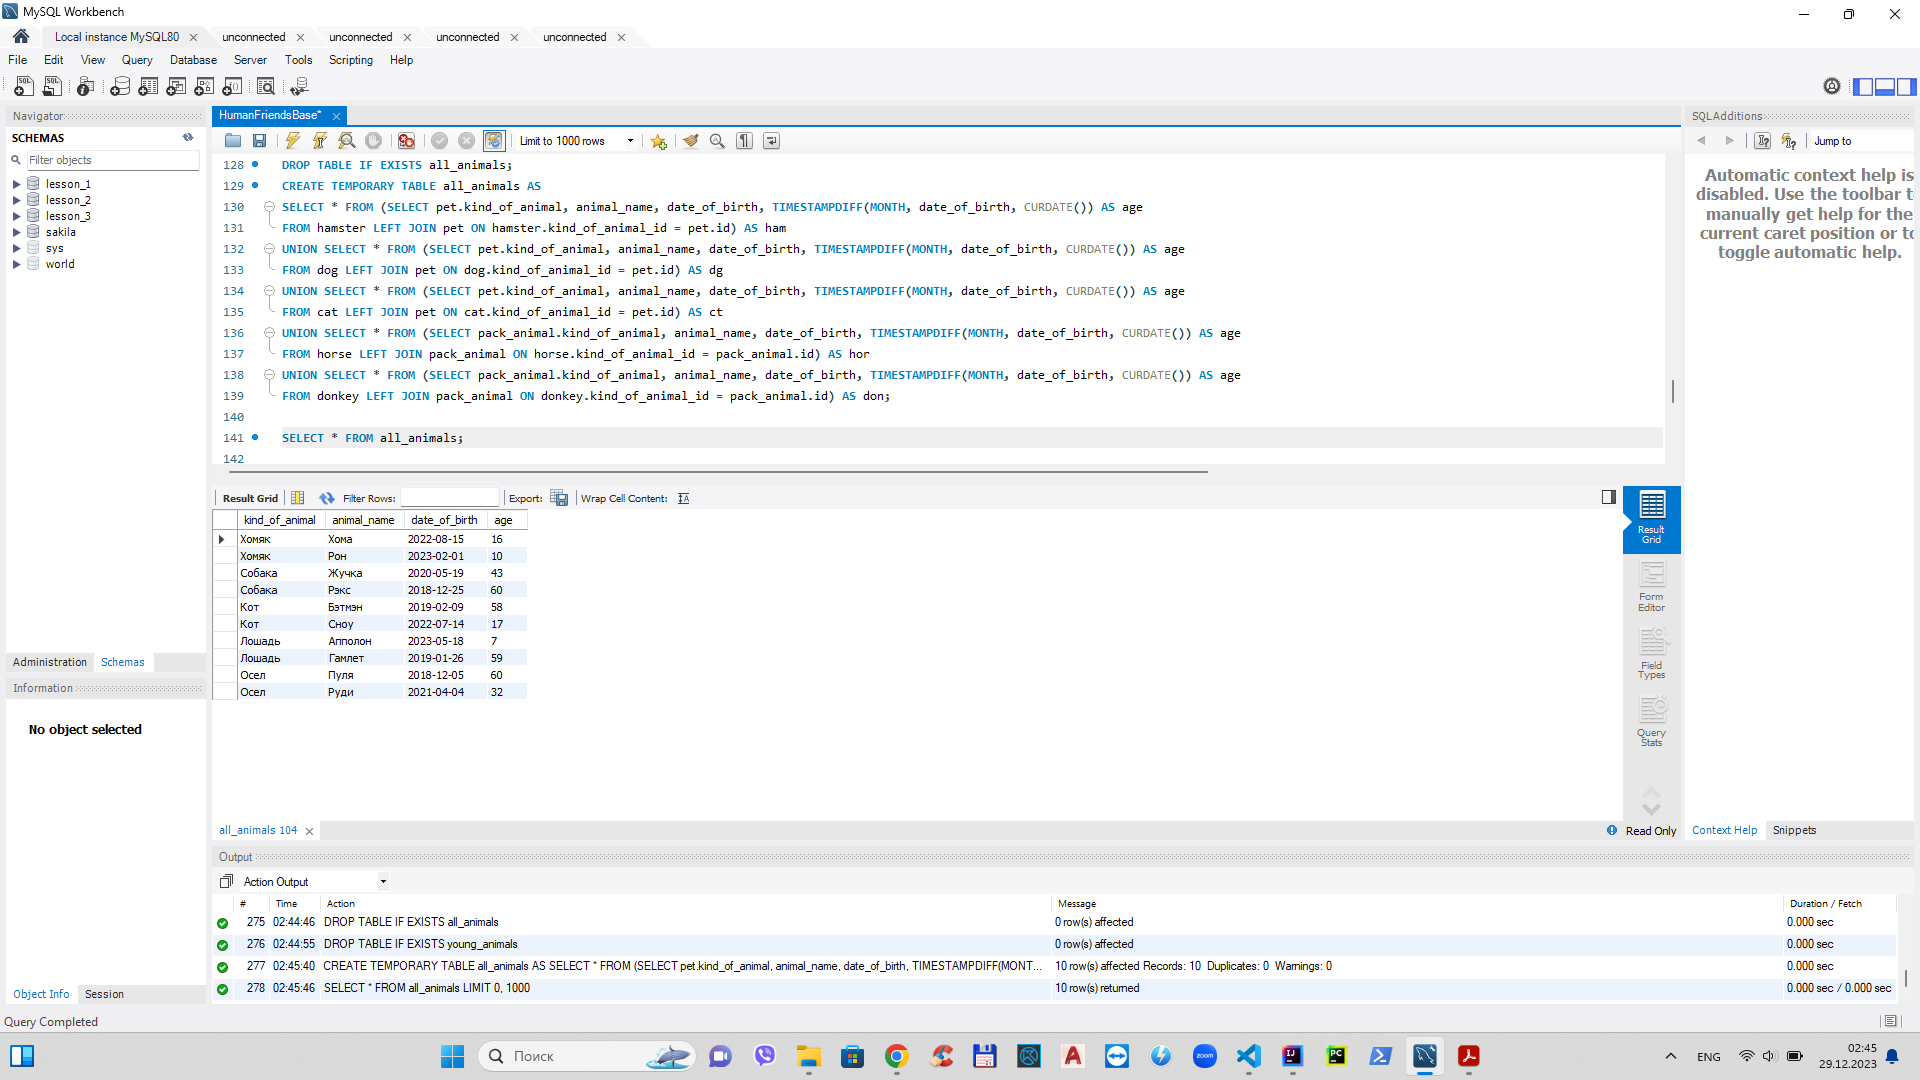 MySQL Workbench
Local instance MySQL80
unconnected
unconnected
unconnected
unconnected
File Edit View Query Database Server Tools Scripting Help
Navigator
SCHEMAS
Filter objects
lesson_1
lesson_2
lesson_3
sakila
sys
world
Administration Schemas
Information
No object selected
Object Info Session
HumanFriendsBase*
Limit to 1000 rows
128 DROP TABLE IF EXISTS all_animals;
129 CREATE TEMPORARY TABLE all_animals AS
130 SELECT * FROM (SELECT pet.kind_of_animal, animal_name, date_of_birth, TIMESTAMPDIFF(MONTH, date_of_birth, CURDATE()) AS age
131 FROM hamster LEFT JOIN pet ON hamster.kind_of_animal_id = pet.id) AS ham
132 UNION SELECT * FROM (SELECT pet.kind_of_animal, animal_name, date_of_birth, TIMESTAMPDIFF(MONTH, date_of_birth, CURDATE()) AS age
133 FROM dog LEFT JOIN pet ON dog.kind_of_animal_id = pet.id) AS dg
134 UNION SELECT * FROM (SELECT pet.kind_of_animal, animal_name, date_of_birth, TIMESTAMPDIFF(MONTH, date_of_birth, CURDATE()) AS age
135 FROM cat LEFT JOIN pet ON cat.kind_of_animal_id = pet.id) AS ct
136 UNION SELECT * FROM (SELECT pack_animal.kind_of_animal, animal_name, date_of_birth, TIMESTAMPDIFF(MONTH, date_of_birth, CURDATE()) AS age
137 FROM horse LEFT JOIN pack_animal ON horse.kind_of_animal_id = pack_animal.id) AS hor
138 UNION SELECT * FROM (SELECT pack_animal.kind_of_animal, animal_name, date_of_birth, TIMESTAMPDIFF(MONTH, date_of_birth, CURDATE()) AS age
139 FROM donkey LEFT JOIN pack_animal ON donkey.kind_of_animal_id = pack_animal.id) AS don;
140
141 SELECT * FROM all_animals;
142
Result Grid Filter Rows: Export: Wrap Cell Content:
kind_of_animal animal_name date_of_birth age
Хомяк Хома 2022-08-15 16
Хомяк Рон 2023-02-01 10
Собака Жучка 2020-05-19 43
Собака Рэкс 2018-12-25 60
Кот Бэтмэн 2019-02-09 58
Кот Сноу 2022-07-14 17
Лошадь Апполон 2023-05-18 7
Лошадь Гамлет 2019-01-26 59
Осел Пуля 2018-12-05 60
Осел Руди 2021-04-04 32
Result
Grid
Form
Editor
Field
Types
Query
Stats
all_animals 104
Read Only
SQLAdditions
Jump to
Automatic context help is
disabled. Use the toolbar t
manually get help for the
current caret position or to
toggle automatic help.
Context Help Snippets
Output
Action Output
# Time Action Message Duration / Fetch
275 02:44:46 DROP TABLE IF EXISTS all_animals 0 row(s) affected 0.000 sec
276 02:44:55 DROP TABLE IF EXISTS young_animals 0 row(s) affected 0.000 sec
277 02:45:40 CREATE TEMPORARY TABLE all_animals AS SELECT * FROM (SELECT pet.kind_of_animal, animal_name, date_of_birth, TIMESTAMPDIFF(MONT... 10 row(s) affected Records: 10 Duplicates: 0 Warnings: 0 0.000 sec
278 02:45:46 SELECT * FROM all_animals LIMIT 0, 1000 10 row(s) returned 0.000 sec / 0.000 sec
Query Completed
Поиск
zoom
ENG
02:45
29.12.2023